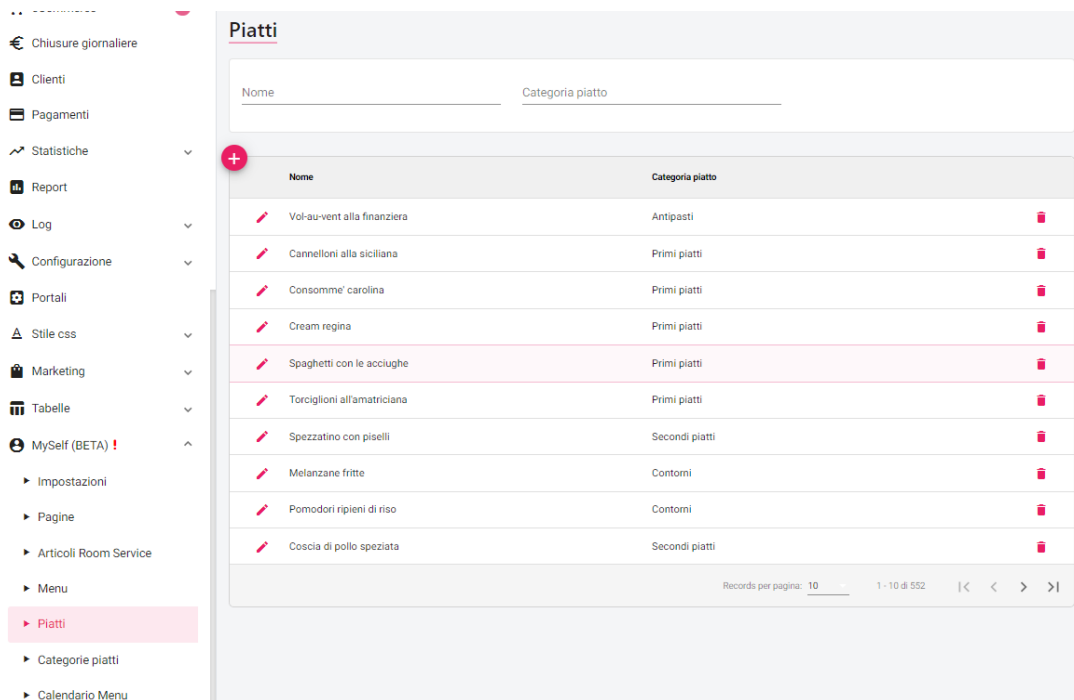 Chiusure giornaliere
Clienti
Pagamenti
Statistiche
Report
Log
Configurazione
Portali
Stile css
Marketing
Tabelle
MySelf (BETA) !
Impostazioni
Pagine
Articoli Room Service
Menu
Piatti
Categorie piatti
Calendario Menu
Piatti
Nome Categoria piatto
Nome Categoria piatto
Vol-au-vent alla finanziera Antipasti
Cannelloni alla siciliana Primi piatti
Consomme' carolina Primi piatti
Cream regina Primi piatti
Spaghetti con le acciughe Primi piatti
Torciglioni all'amatriciana Primi piatti
Spezzatino con piselli Secondi piatti
Melanzane fritte Contorni
Pomodori ripieni di riso Contorni
Coscia di pollo speziata Secondi piatti
Records per pagina: 10 1 - 10 di 552